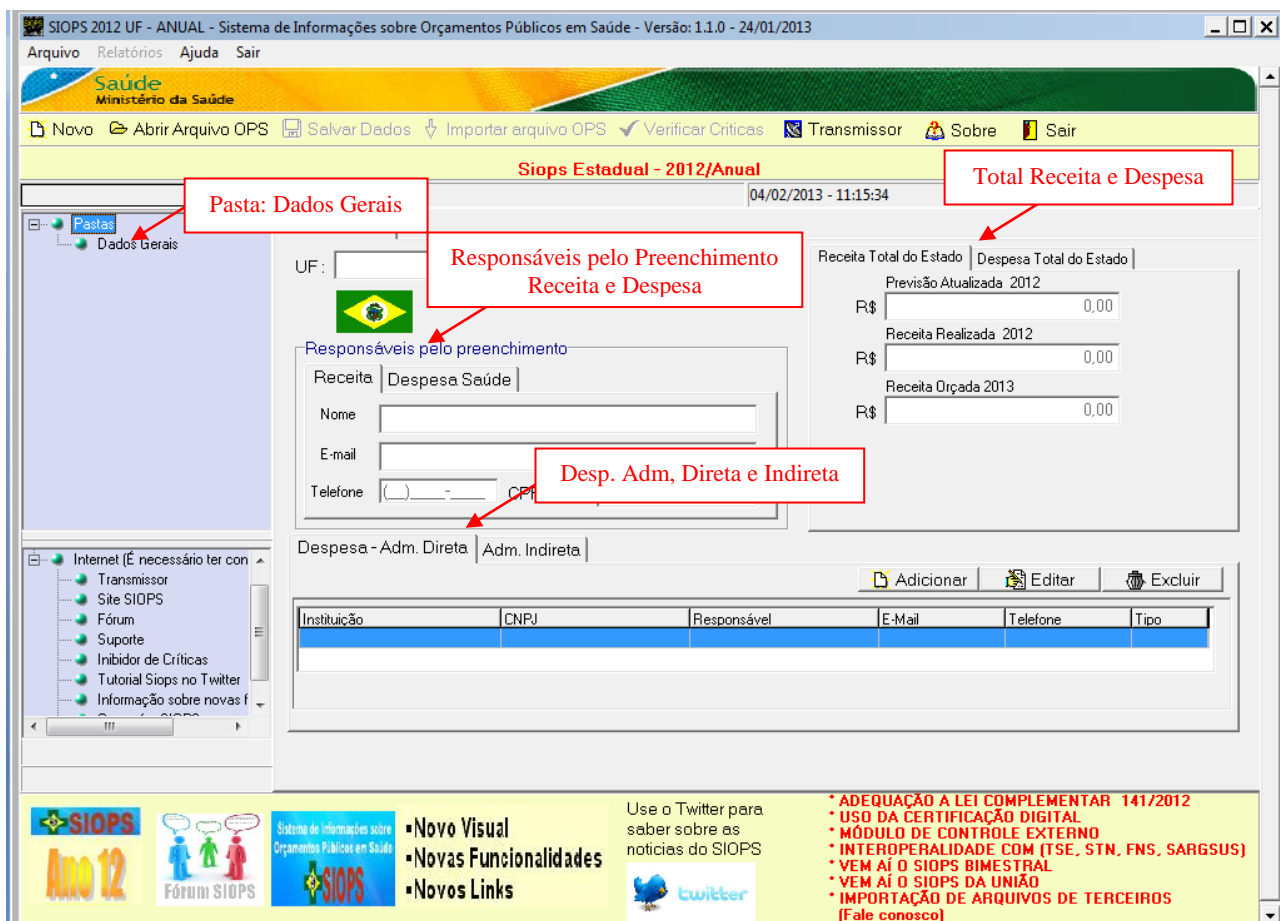 SIOPS 2012 UF - ANUAL - Sistema de Informações sobre Orçamentos Públicos em Saúde - Versão: 1.1.0 - 24/01/2013
Arquivo Relatórios Ajuda Sair
Saúde
Ministério da Saúde
Novo Abrir Arquivo OPS Salvar Dados Importar arquivo OPS Verificar Criticas Transmissor Sobre Sair
Siops Estadual - 2012/Anual
04/02/2013 - 11:15:34
Total Receita e Despesa
Pasta: Dados Gerais
Pastas
Dados Gerais
Responsáveis pelo Preenchimento
Receita e Despesa
UF :
Receita Total do Estado Despesa Total do Estado
Previsão Atualizada 2012
R$ 0,00
Receita Realizada 2012
R$ 0,00
Receita Orçada 2013
R$ 0,00
Responsáveis pelo preenchimento
Receita Despesa Saúde
Nome
E-mail
Telefone (__)____-____
Desp. Adm, Direta e Indireta
Despesa - Adm. Direta Adm. Indireta
Adicionar Editar Excluir
Instituição CNPJ Responsável E-Mail Telefone Tipo
Internet (É necessário ter con
Transmissor
Site SIOPS
Fórum
Suporte
Inibidor de Críticas
Tutorial Siops no Twitter
Informação sobre novas f
SIOPS
Ano 12
Fórum SIOPS
Sistema de Informações sobre
Orçamentos Públicos em Saúde
SIOPS
▪Novo Visual
▪Novas Funcionalidades
▪Novos Links
Use o Twitter para
saber sobre as
noticias do SIOPS
twitter
* ADEQUAÇÃO A LEI COMPLEMENTAR 141/2012
* USO DA CERTIFICAÇÃO DIGITAL
* MÓDULO DE CONTROLE EXTERNO
* INTEROPERALIDADE COM (TSE, STN, FNS, SARGSUS)
* VEM AÍ O SIOPS BIMESTRAL
* VEM AÍ O SIOPS DA UNIÃO
* IMPORTAÇÃO DE ARQUIVOS DE TERCEIROS
(Fale conosco)